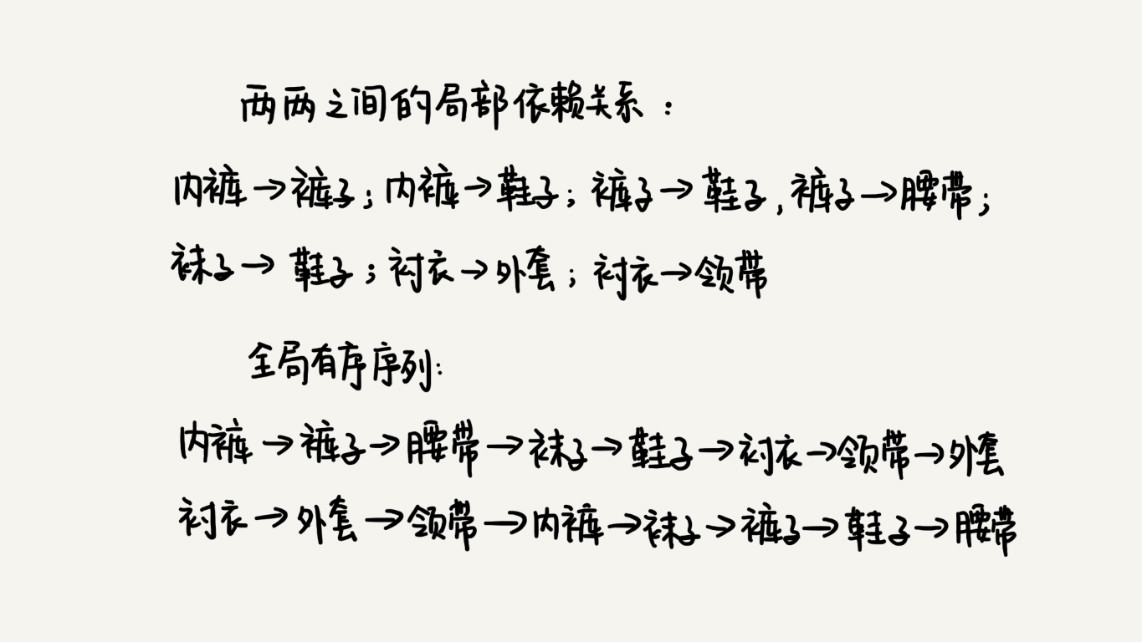 两两之间的局部依赖关系：
内裤→裤子；内裤→鞋子；裤子→鞋子,裤子→腰带；
袜子→鞋子；衬衣→外套；衬衣→领带
全局有序序列：
内裤→裤子→腰带→袜子→鞋子→衬衣→领带→外套
衬衣→外套→领带→内裤→袜子→裤子→鞋子→腰带